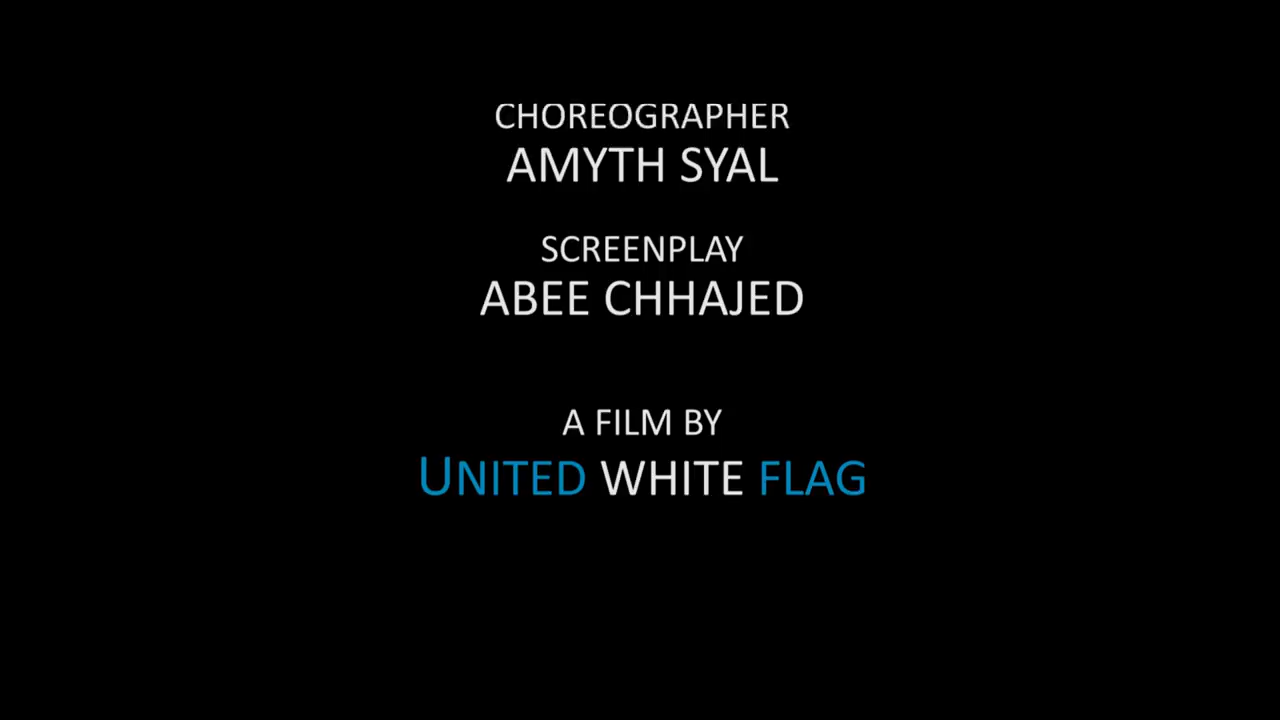 CHOREOGRAPHER
AMYTH SYAL
SCREENPLAY
ABEE CHHAJED
A FILM BY
UNITED WHITE FLAG